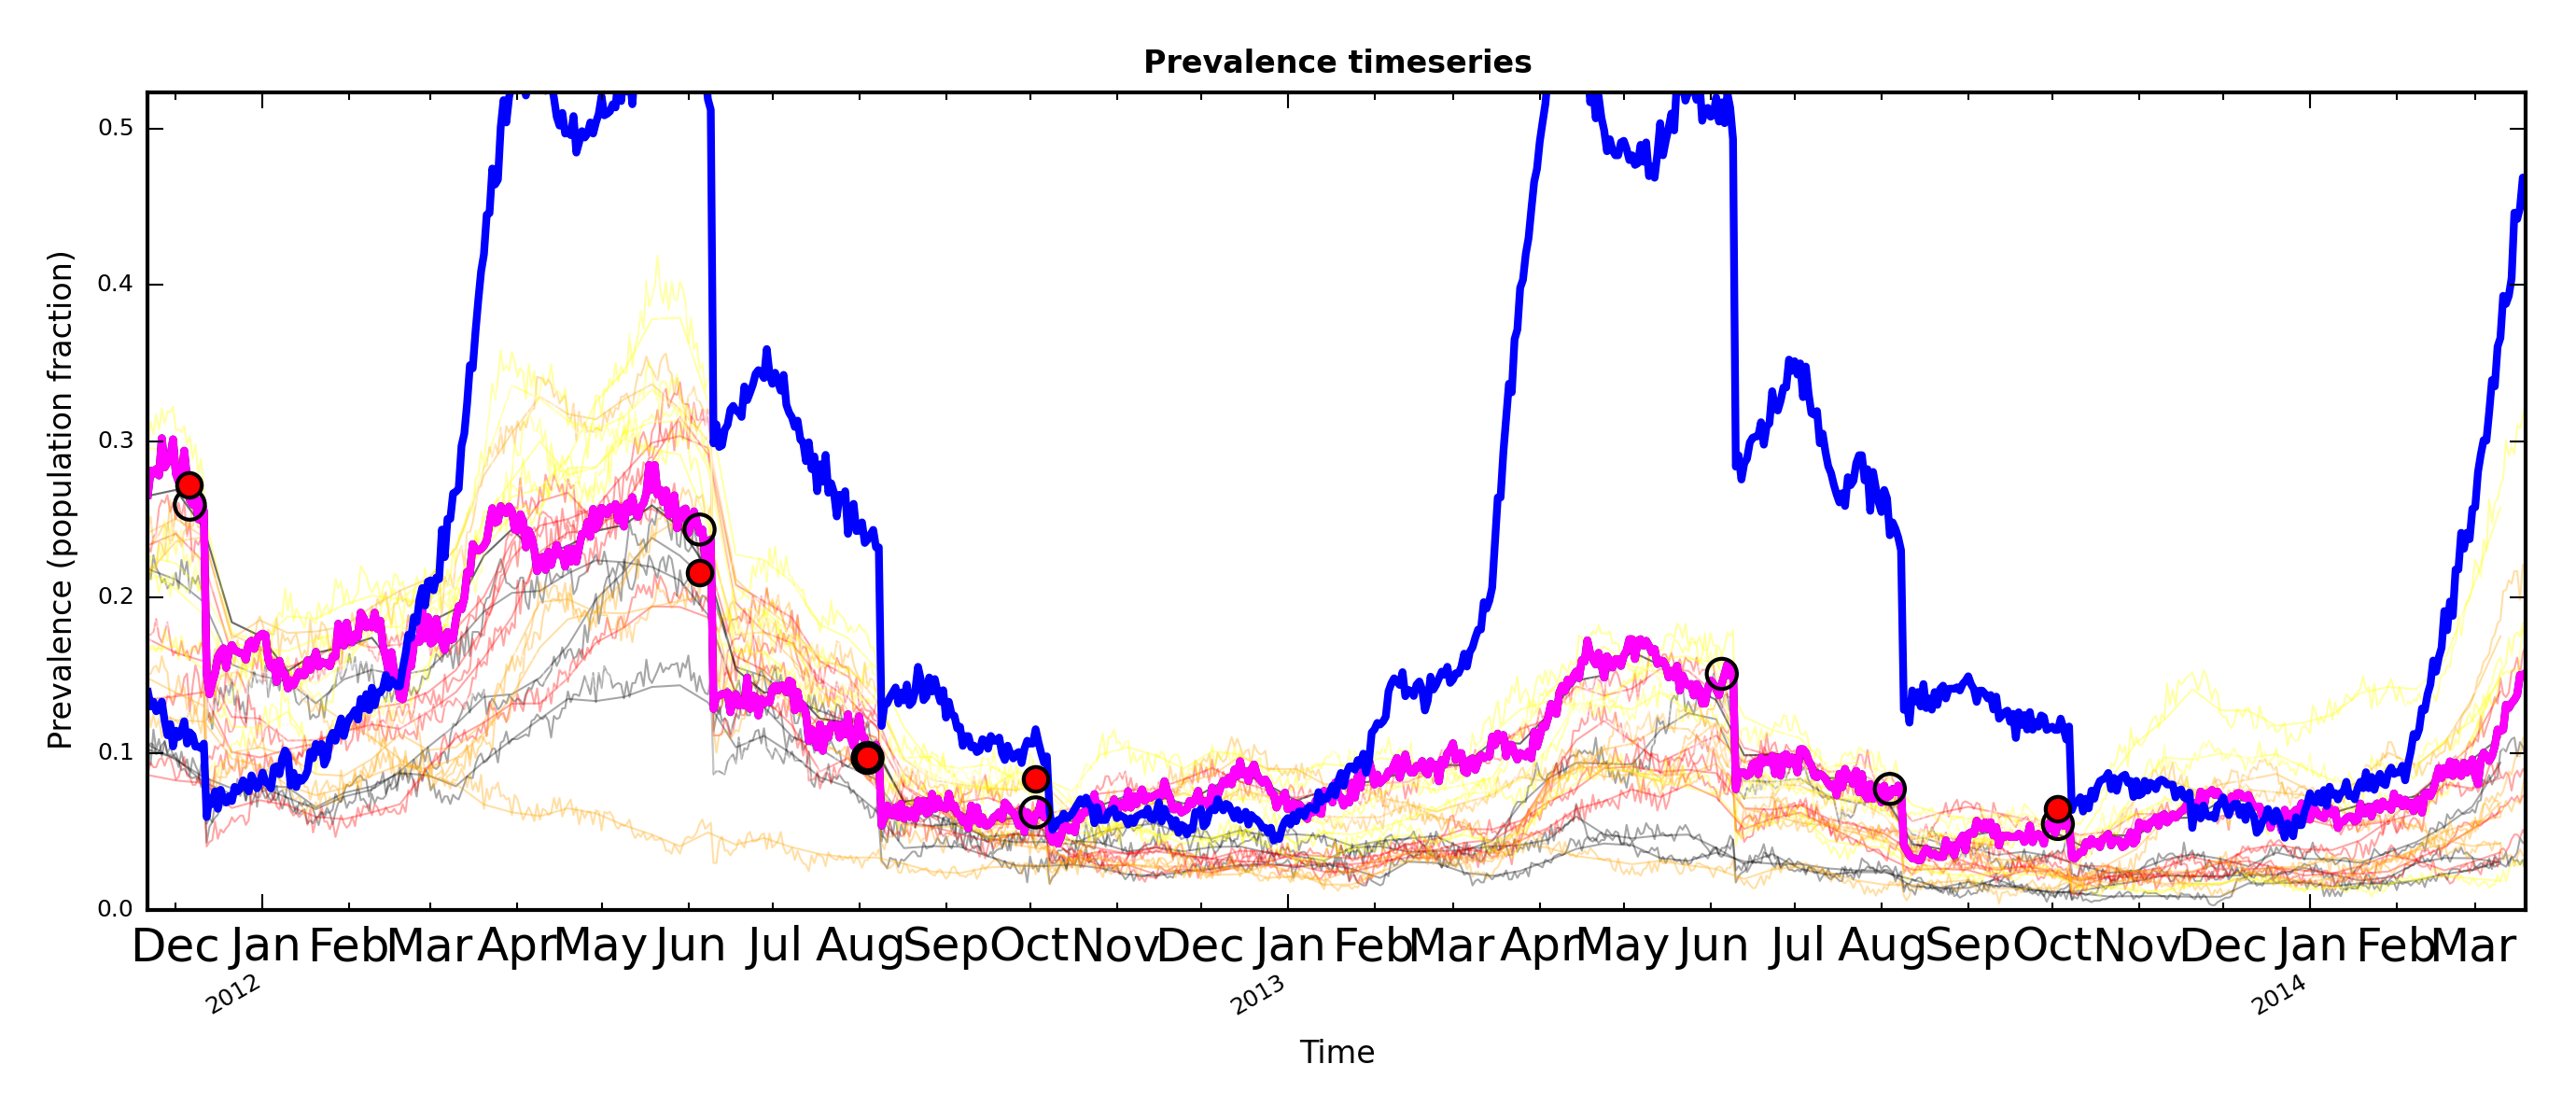 Prevalence timeseries
Prevalence (population fraction)
0.5
0.4
0.3
0.2
0.1
0.0
Dec Jan Feb Mar Apr May Jun Jul Aug Sep Oct Nov Dec Jan Feb Mar Apr May Jun Jul Aug Sep Oct Nov Dec Jan Feb Mar
2012 2013 2014
Time